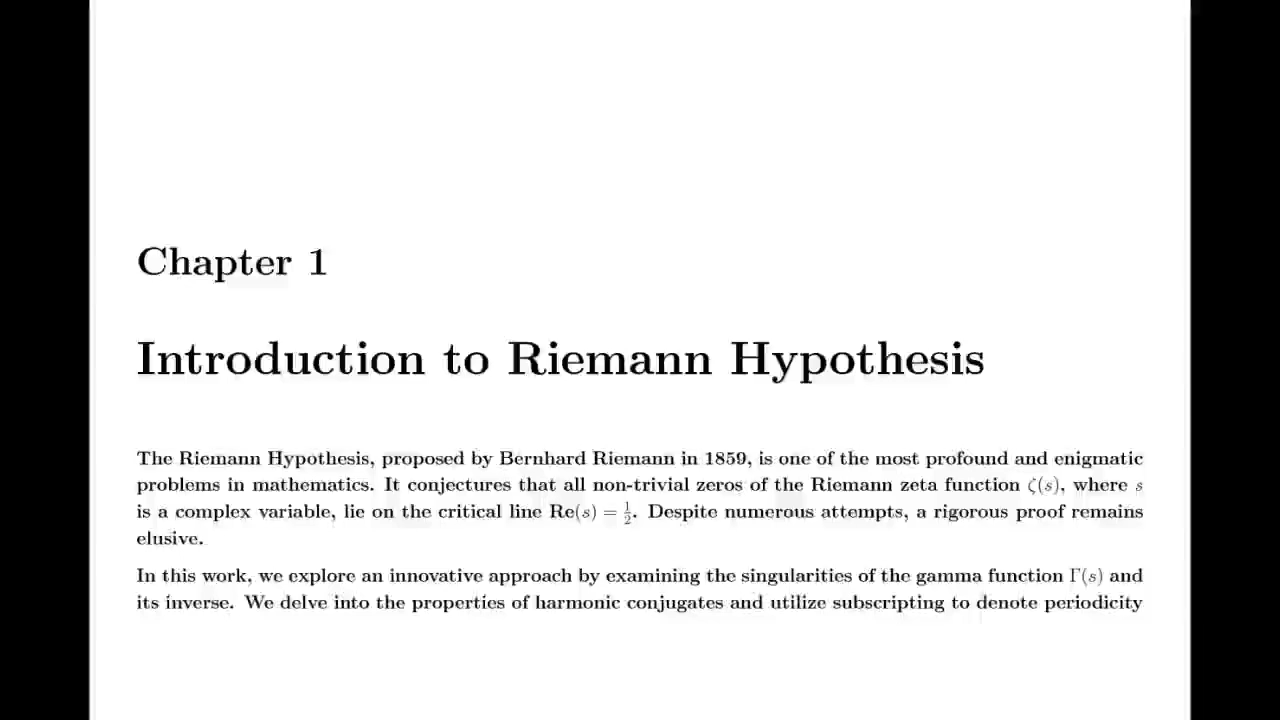 Chapter 1
Introduction to Riemann Hypothesis
The Riemann Hypothesis, proposed by Bernhard Riemann in 1859, is one of the most profound and enigmatic
problems in mathematics. It conjectures that all non-trivial zeros of the Riemann zeta function ζ(s), where s
is a complex variable, lie on the critical line Re(s) = 1/2. Despite numerous attempts, a rigorous proof remains
elusive.
In this work, we explore an innovative approach by examining the singularities of the gamma function Γ(s) and
its inverse. We delve into the properties of harmonic conjugates and utilize subscripting to denote periodicity